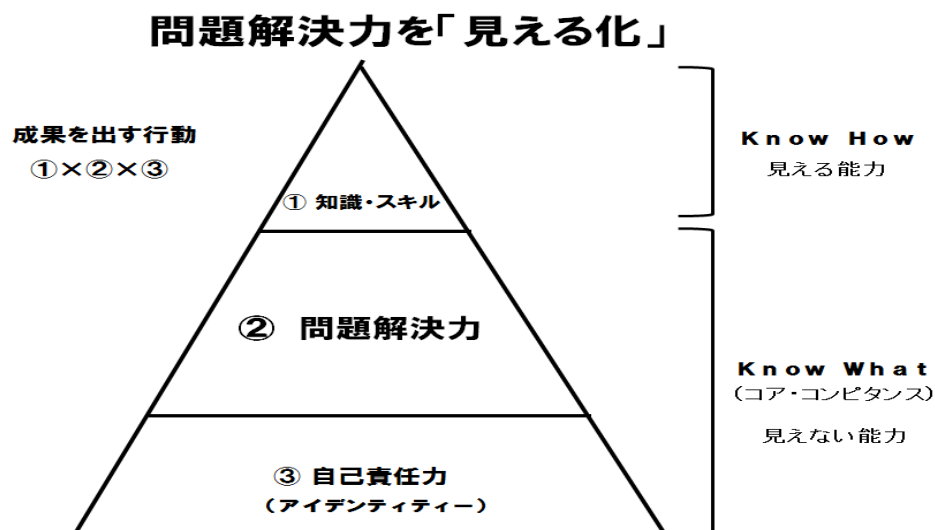 問題解決力を「見える化」
成果を出す行動
①×②×③
① 知識・スキル
② 問題解決力
③ 自己責任力
（アイデンティティー）
Know How
見える能力
Know What
（コア・コンピタンス）
見えない能力